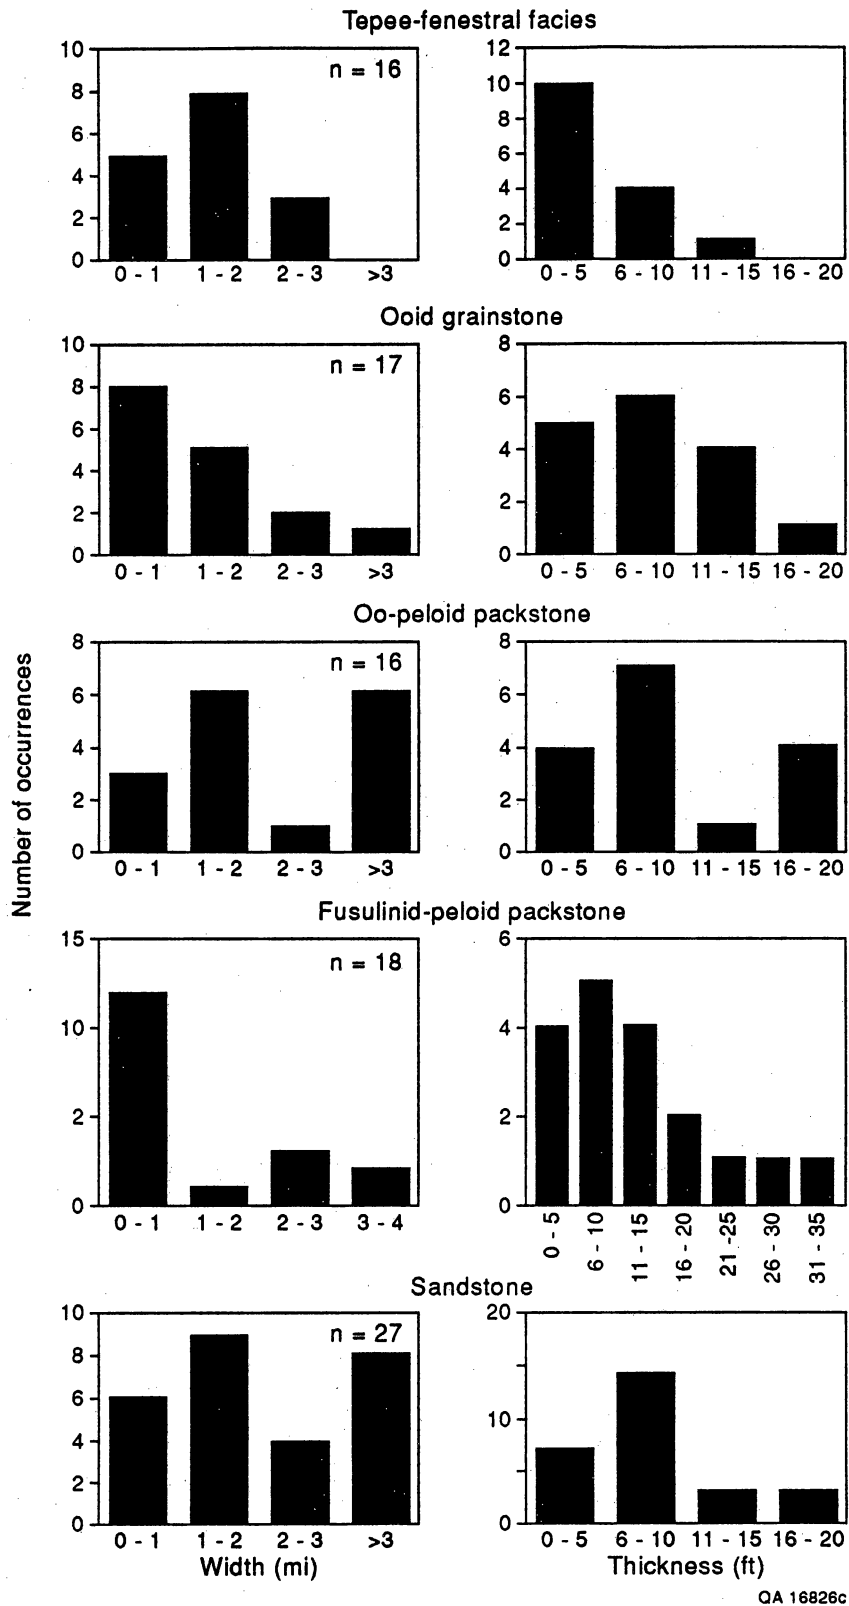 Tepee-fenestral facies
10
8
6
4
2
0
n = 16
0 - 1 1 - 2 2 - 3 >3
12
10
8
6
4
2
0
0 - 5 6 - 10 11 - 15 16 - 20
Ooid grainstone
10
8
6
4
2
0
n = 17
0 - 1 1 - 2 2 - 3 >3
8
6
4
2
0
0 - 5 6 - 10 11 - 15 16 - 20
Oo-peloid packstone
8
6
4
2
0
n = 16
0 - 1 1 - 2 2 - 3 >3
8
6
4
2
0
0 - 5 6 - 10 11 - 15 16 - 20
Number of occurrences
Fusulinid-peloid packstone
15
10
2
0
n = 18
0 - 1 1 - 2 2 - 3 3 - 4
6
4
2
0
0 - 5
6 - 10
11 - 15
16 - 20
21 -25
26 - 30
31 - 35
Sandstone
10
8
6
4
2
0
n = 27
0 - 1 1 - 2 2 - 3 >3
Width (mi)
20
10
0
0 - 5 6 - 10 11 - 15 16 - 20
Thickness (ft)
QA 16826c